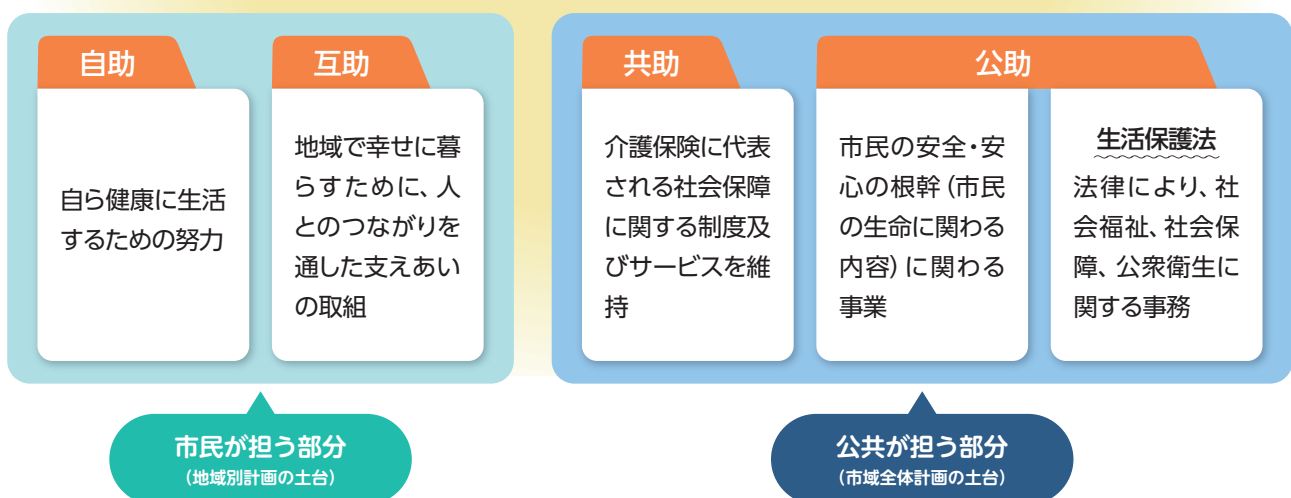 自助
自ら健康に生活
するための努力
互助
地域で幸せに暮
らすために、人
とのつながりを
通した支えあい
の取組
市民が担う部分
(地域別計画の土台)
共助
介護保険に代表
される社会保障
に関する制度及
びサービスを維
持
公助
市民の安全・安
心の根幹(市民
の生命に関わる
内容)に関わる
事業
生活保護法
法律により、社
会福祉、社会保
障、公衆衛生に
関する事務
公共が担う部分
(市域全体計画の土台)